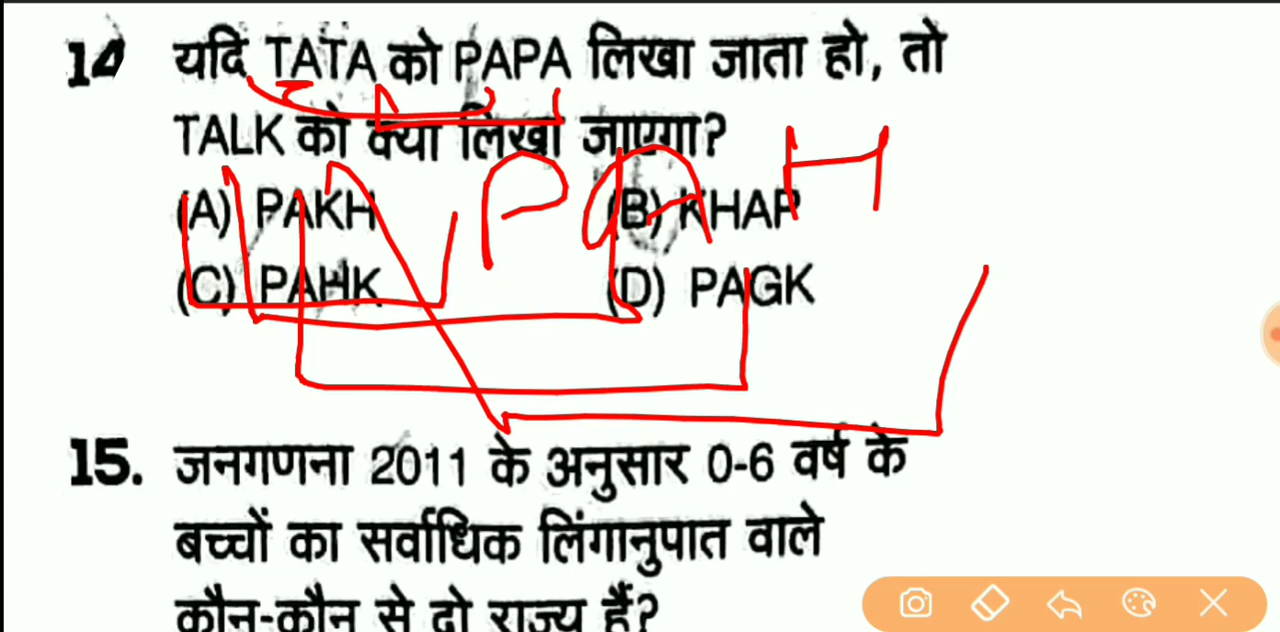 14 यदि TATA को PAPA लिखा जाता हो, तो
TALK को क्या लिखा जाएगा?
P A H
(A) PAKH (B) KHAP
(C) PAHK (D) PAGK
15. जनगणना 2011 के अनुसार 0-6 वर्ष के
बच्चों का सर्वाधिक लिंगानुपात वाले
कौन-कौन से दो राज्य हैं?